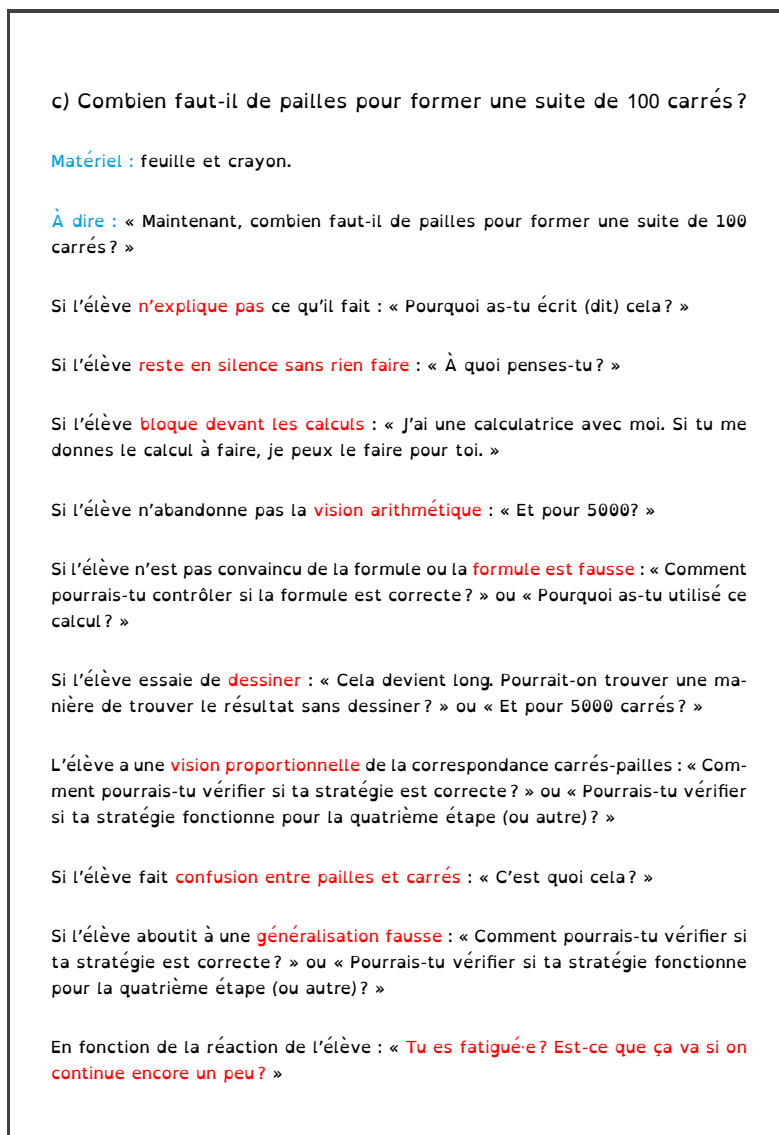 c) Combien faut-il de pailles pour former une suite de 100 carrés ?
Matériel : feuille et crayon.
À dire : « Maintenant, combien faut-il de pailles pour former une suite de 100
carrés ? »
Si l'élève n'explique pas ce qu'il fait : « Pourquoi as-tu écrit (dit) cela ? »
Si l'élève reste en silence sans rien faire : « À quoi penses-tu ? »
Si l'élève bloque devant les calculs : « J'ai une calculatrice avec moi. Si tu me
donnes le calcul à faire, je peux le faire pour toi. »
Si l'élève n'abandonne pas la vision arithmétique : « Et pour 5000? »
Si l'élève n'est pas convaincu de la formule ou la formule est fausse : « Comment
pourrais-tu contrôler si la formule est correcte ? » ou « Pourquoi as-tu utilisé ce
calcul ? »
Si l'élève essaie de dessiner : « Cela devient long. Pourrait-on trouver une ma-
nière de trouver le résultat sans dessiner ? » ou « Et pour 5000 carrés ? »
L'élève a une vision proportionnelle de la correspondance carrés-pailles : « Com-
ment pourrais-tu vérifier si ta stratégie est correcte ? » ou « Pourrais-tu vérifier
si ta stratégie fonctionne pour la quatrième étape (ou autre) ? »
Si l'élève fait confusion entre pailles et carrés : « C'est quoi cela ? »
Si l'élève aboutit à une généralisation fausse : « Comment pourrais-tu vérifier si
ta stratégie est correcte ? » ou « Pourrais-tu vérifier si ta stratégie fonctionne
pour la quatrième étape (ou autre) ? »
En fonction de la réaction de l'élève : « Tu es fatigué·e ? Est-ce que ça va si on
continue encore un peu ? »